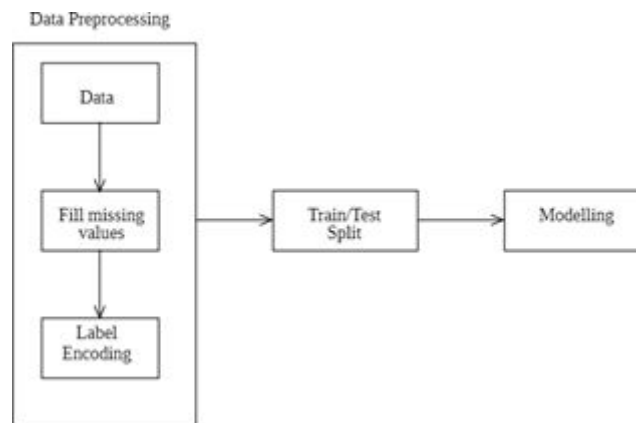 Data Preprocessing
Data
Fill missing
values
Label
Encoding
Train/Test
Split
Modelling